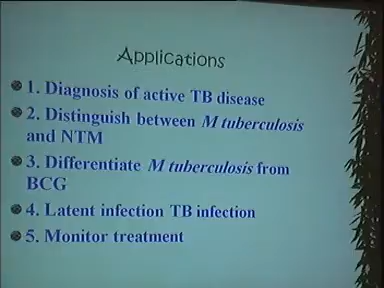 Applications
1. Diagnosis of active TB disease
2. Distinguish between M tuberculosis
and NTM
3. Differentiate M tuberculosis from
BCG
4. Latent infection TB infection
5. Monitor treatment